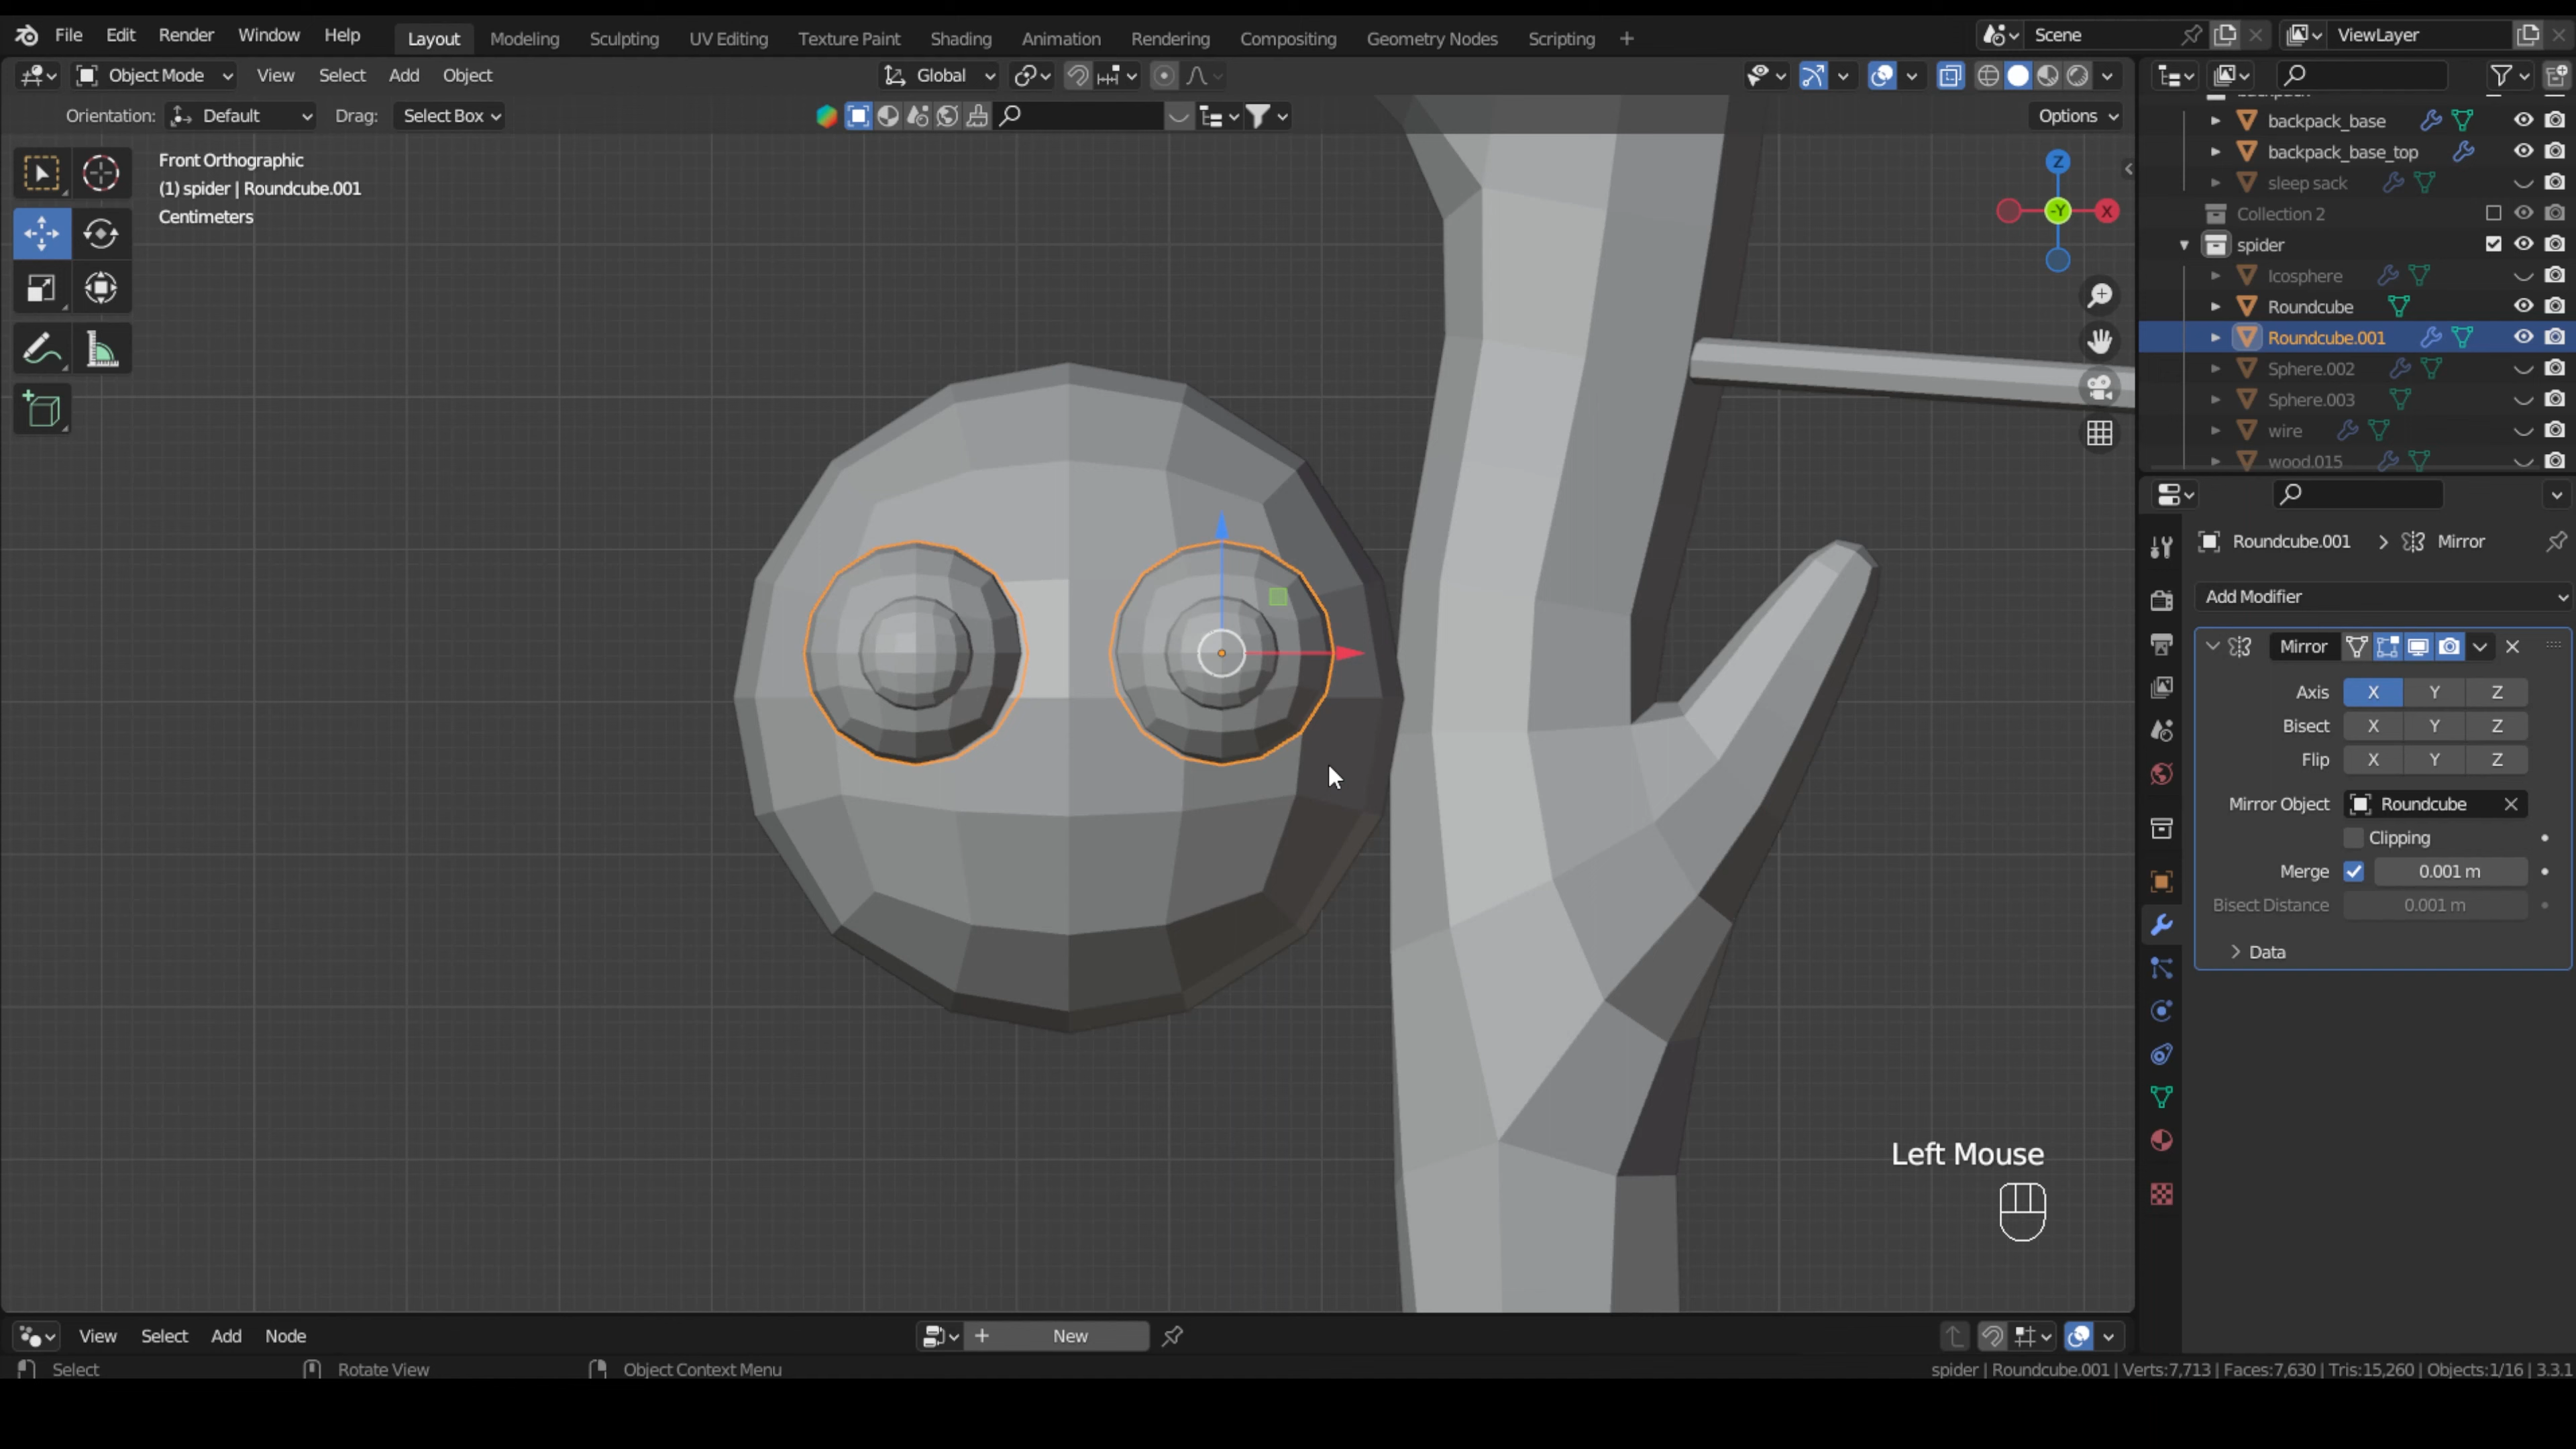 File Edit Render Window Help Layout Modeling Sculpting UV Editing Texture Paint Shading Animation Rendering Compositing Geometry Nodes Scripting + Scene ViewLayer
Object Mode View Select Add Object Global
Orientation: Default Drag: Select Box Options
Front Orthographic
(1) spider | Roundcube.001
Centimeters
Z
-Y
X
backpack
backpack_base
backpack_base_top
sleep sack
Collection 2
spider
Icosphere
Roundcube
Roundcube.001
Sphere.002
Sphere.003
wire
wood.015
Roundcube.001 > Mirror
Add Modifier
Mirror
Axis X Y Z
Bisect X Y Z
Flip X Y Z
Mirror Object Roundcube
Clipping
Merge 0.001 m
Bisect Distance 0.001 m
Data
Left Mouse
View Select Add Node + New
Select Rotate View Object Context Menu spider | Roundcube.001 | Verts:7,713 | Faces:7,630 | Tris:15,260 | Objects:1/16 | 3.3.1